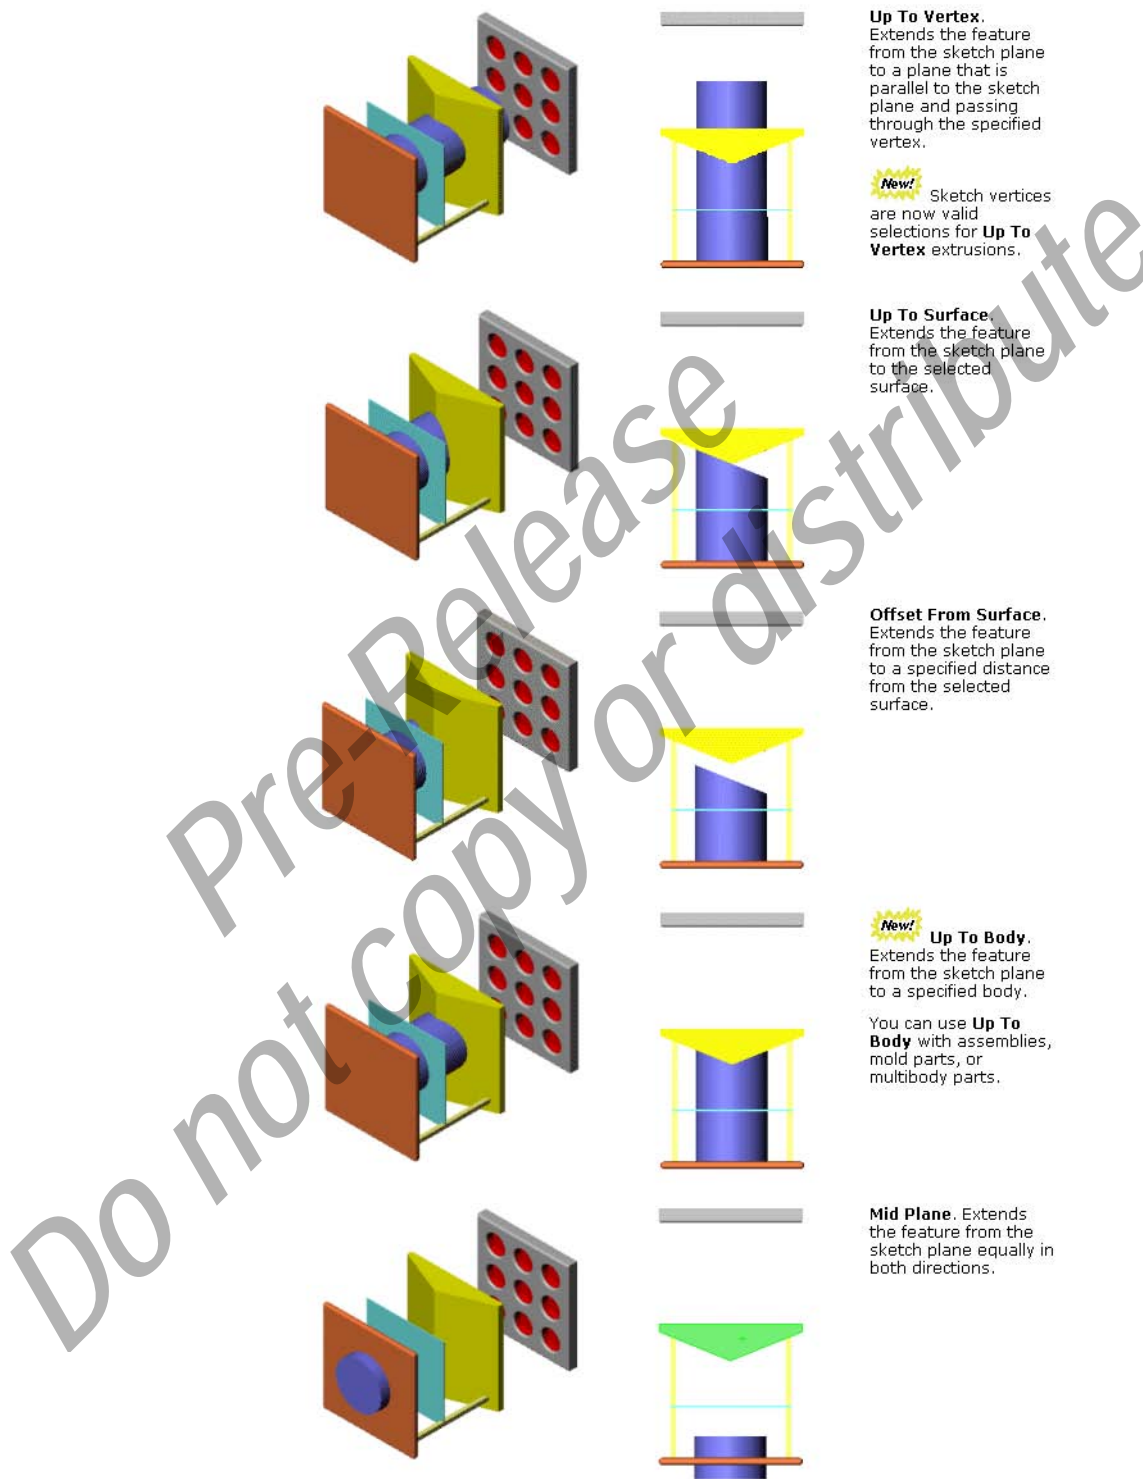 Up To Vertex.
Extends the feature
from the sketch plane
to a plane that is
parallel to the sketch
plane and passing
through the specified
vertex.
New! Sketch vertices
are now valid
selections for Up To
Vertex extrusions.
Up To Surface.
Extends the feature
from the sketch plane
to the selected
surface.
Offset From Surface.
Extends the feature
from the sketch plane
to a specified distance
from the selected
surface.
New! Up To Body.
Extends the feature
from the sketch plane
to a specified body.
You can use Up To
Body with assemblies,
mold parts, or
multibody parts.
Mid Plane. Extends
the feature from the
sketch plane equally in
both directions.
Pre-Release
Do not copy or distribute